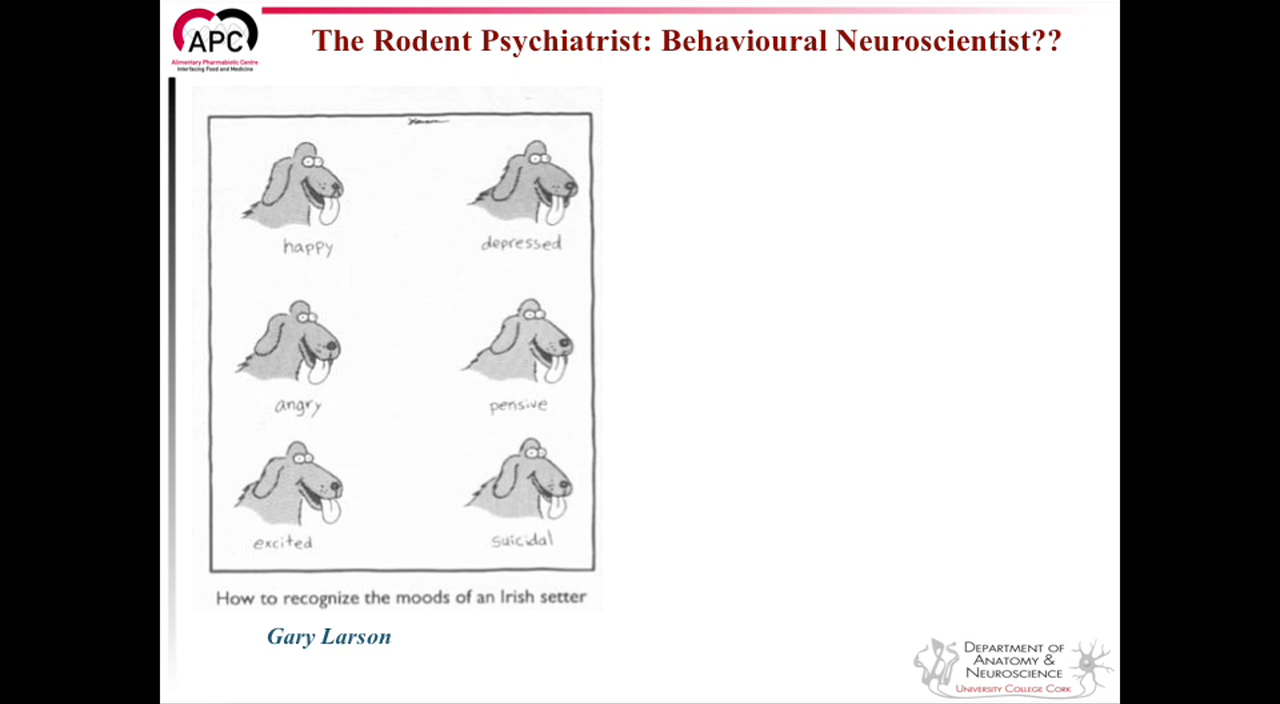 APC
Alimentary Pharmabiotic Centre
Interfacing Food and Medicine
The Rodent Psychiatrist: Behavioural Neuroscientist??
happy
depressed
angry
pensive
excited
suicidal
How to recognize the moods of an Irish setter
Gary Larson
DEPARTMENT OF
ANATOMY &
NEUROSCIENCE
UNIVERSITY COLLEGE CORK